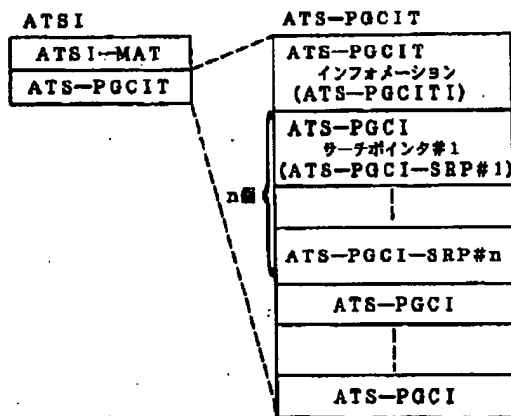 ATSI
ATSI-MAT
ATS-PGCIT
ATS-PGCIT
ATS-PGCIT
インフォメーション
(ATS-PGCITI)
ATS-PGCI
サーチポインタ#1
(ATS-PGCI-SRP#1)
n個
ATS-PGCI-SRP#n
ATS-PGCI
ATS-PGCI